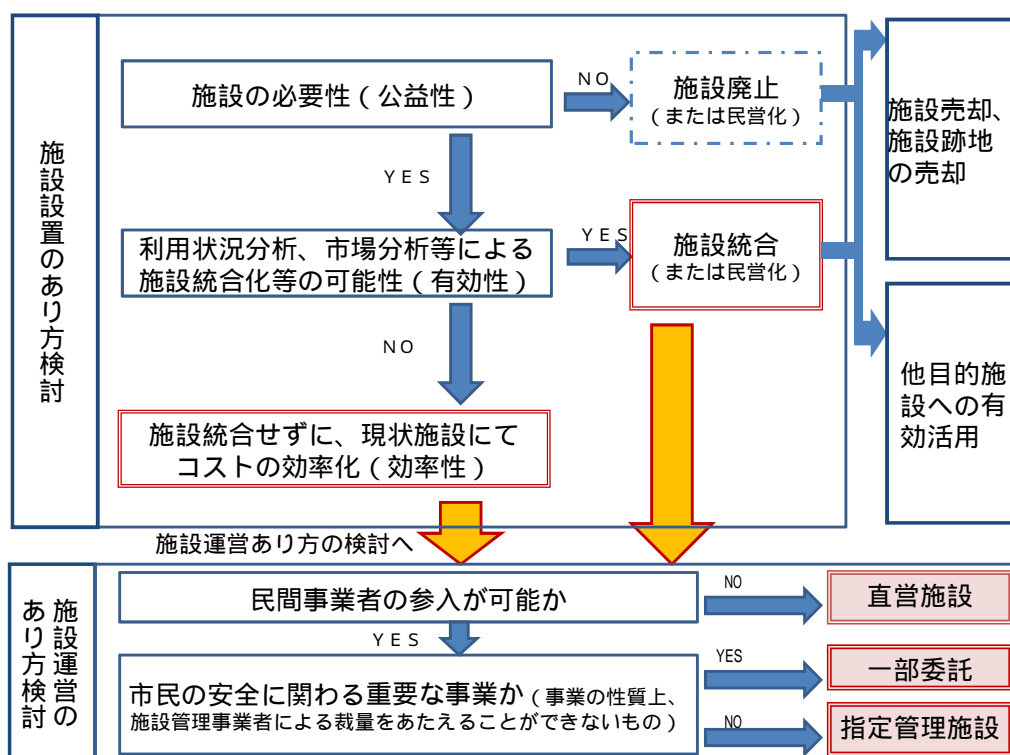 施設設置のあり方検討
施設の必要性(公益性)
NO
施設廃止
(または民営化)
施設売却、
施設跡地
の売却
YES
利用状況分析、市場分析等による
施設統合化等の可能性(有効性)
YES
施設統合
(または民営化)
NO
他目的施
設への有
効活用
施設統合せずに、現状施設にて
コストの効率化(効率性)
施設運営あり方の検討へ
施設運営の
あり方検討
民間事業者の参入が可能か
NO
直営施設
YES
市民の安全に関わる重要な事業か(事業の性質上、
施設管理事業者による裁量をあたえることができないもの)
YES
一部委託
NO
指定管理施設